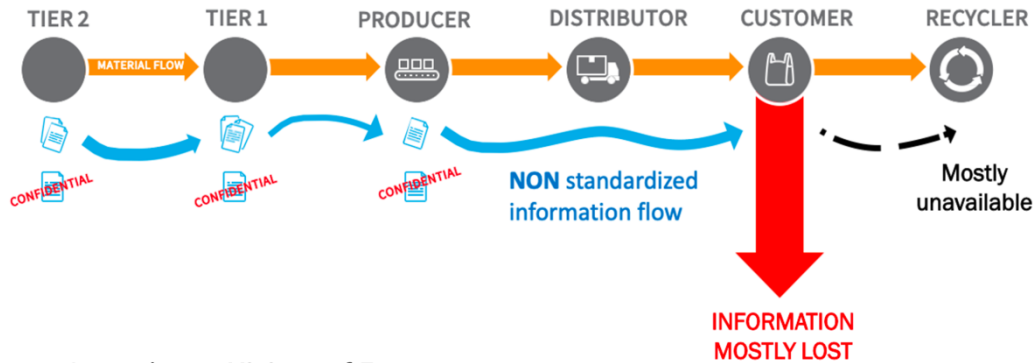 TIER 2
TIER 1
PRODUCER
DISTRIBUTOR
CUSTOMER
RECYCLER
MATERIAL FLOW
CONFIDENTIAL
CONFIDENTIAL
CONFIDENTIAL
NON standardized
information flow
Mostly
unavailable
INFORMATION
MOSTLY LOST